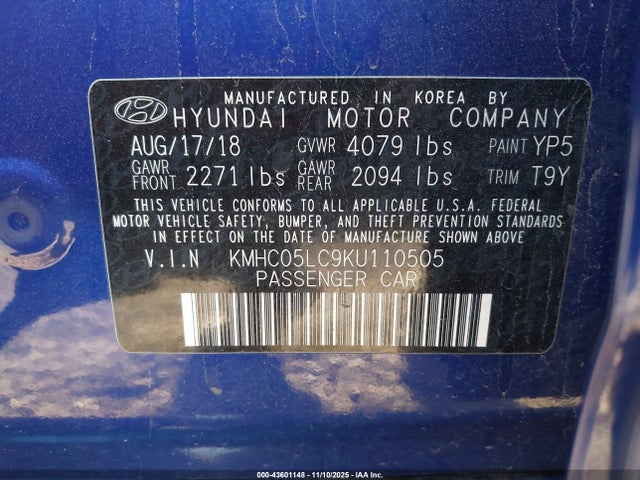 MANUFACTURED IN KOREA BY
HYUNDAI MOTOR COMPANY
AUG/17/18 GVWR 4079 lbs PAINT YP5
GAWR FRONT 2271 lbs GAWR REAR 2094 lbs TRIM T9Y
THIS VEHICLE CONFORMS TO ALL APPLICABLE U.S.A. FEDERAL
MOTOR VEHICLE SAFETY, BUMPER, AND THEFT PREVENTION STANDARDS
IN EFFECT ON THE DATE OF MANUFACTURE SHOWN ABOVE
V.I.N KMHC05LC9KU110505
PASSENGER CAR
000-43601148 - 11/10/2025 - IAA Inc.